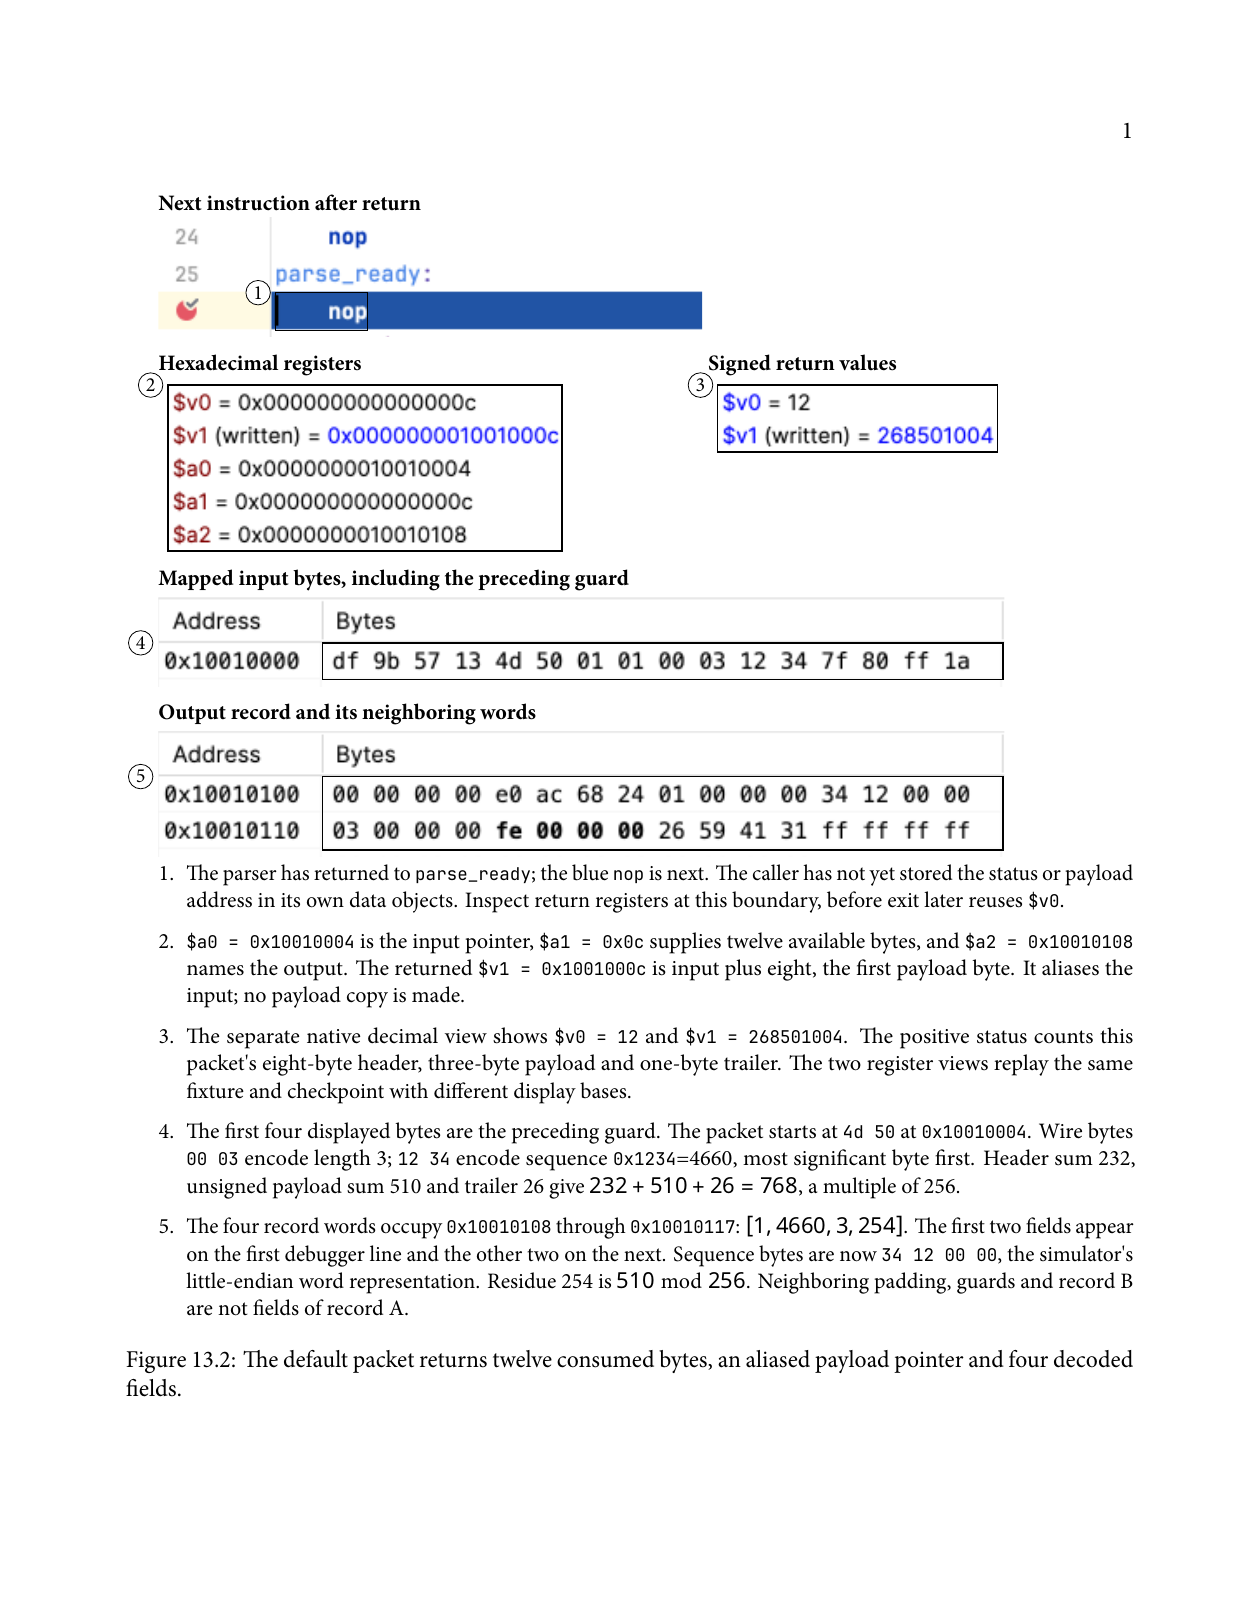 1
Next instruction after return
24 nop
25 parse_ready:
1 nop
Hexadecimal registers
2
$v0 = 0x000000000000000c
$v1 (written) = 0x000000001001000c
$a0 = 0x0000000010010004
$a1 = 0x000000000000000c
$a2 = 0x0000000010010108
Signed return values
3
$v0 = 12
$v1 (written) = 268501004
Mapped input bytes, including the preceding guard
Address Bytes
4
0x10010000 df 9b 57 13 4d 50 01 01 00 03 12 34 7f 80 ff 1a
Output record and its neighboring words
Address Bytes
5
0x10010100 00 00 00 00 e0 ac 68 24 01 00 00 00 34 12 00 00
0x10010110 03 00 00 00 fe 00 00 00 26 59 41 31 ff ff ff ff
1. The parser has returned to parse_ready; the blue nop is next. The caller has not yet stored the status or payload
address in its own data objects. Inspect return registers at this boundary, before exit later reuses $v0.
2. $a0 = 0x10010004 is the input pointer, $a1 = 0x0c supplies twelve available bytes, and $a2 = 0x10010108
names the output. The returned $v1 = 0x1001000c is input plus eight, the first payload byte. It aliases the
input; no payload copy is made.
3. The separate native decimal view shows $v0 = 12 and $v1 = 268501004. The positive status counts this
packet's eight-byte header, three-byte payload and one-byte trailer. The two register views replay the same
fixture and checkpoint with different display bases.
4. The first four displayed bytes are the preceding guard. The packet starts at 4d 50 at 0x10010004. Wire bytes
00 03 encode length 3; 12 34 encode sequence 0x1234=4660, most significant byte first. Header sum 232,
unsigned payload sum 510 and trailer 26 give 232 + 510 + 26 = 768, a multiple of 256.
5. The four record words occupy 0x10010108 through 0x10010117: [1, 4660, 3, 254]. The first two fields appear
on the first debugger line and the other two on the next. Sequence bytes are now 34 12 00 00, the simulator's
little-endian word representation. Residue 254 is 510 mod 256. Neighboring padding, guards and record B
are not fields of record A.
Figure 13.2: The default packet returns twelve consumed bytes, an aliased payload pointer and four decoded
fields.